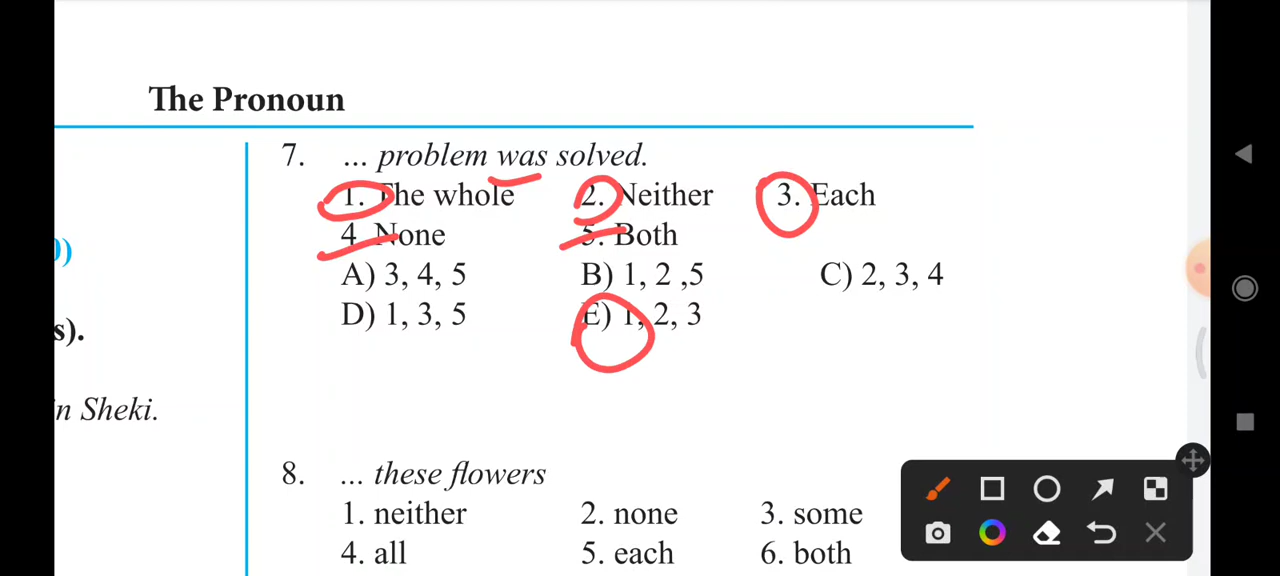 The Pronoun
7. ... problem was solved.
1. The whole 2. Neither 3. Each
4. None 5. Both
A) 3, 4, 5 B) 1, 2 ,5 C) 2, 3, 4
D) 1, 3, 5 E) 1, 2, 3
)
s).
n Sheki.
8. ... these flowers
1. neither 2. none 3. some
4. all 5. each 6. both